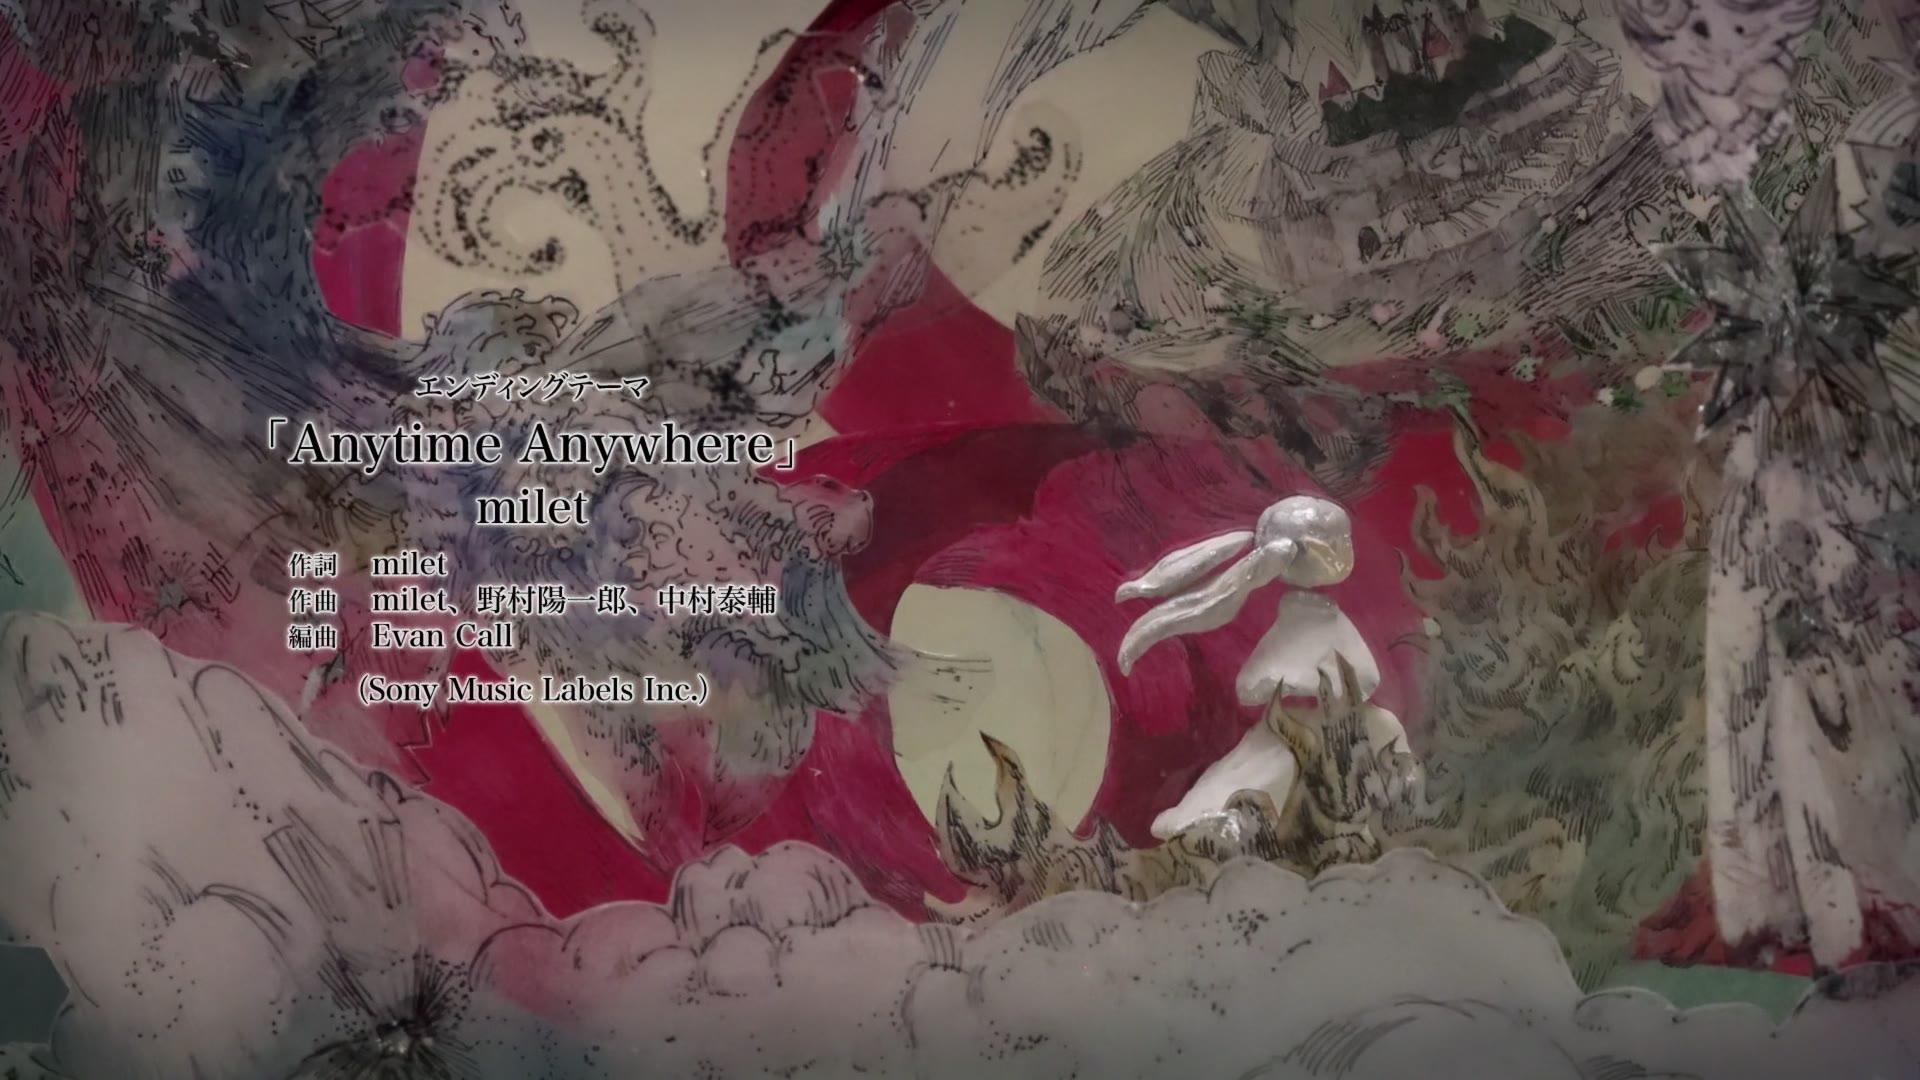 エンディングテーマ
「Anytime Anywhere」
milet
作詞　milet
作曲　milet、野村陽一郎、中村泰輔
編曲　Evan Call
(Sony Music Labels Inc.)